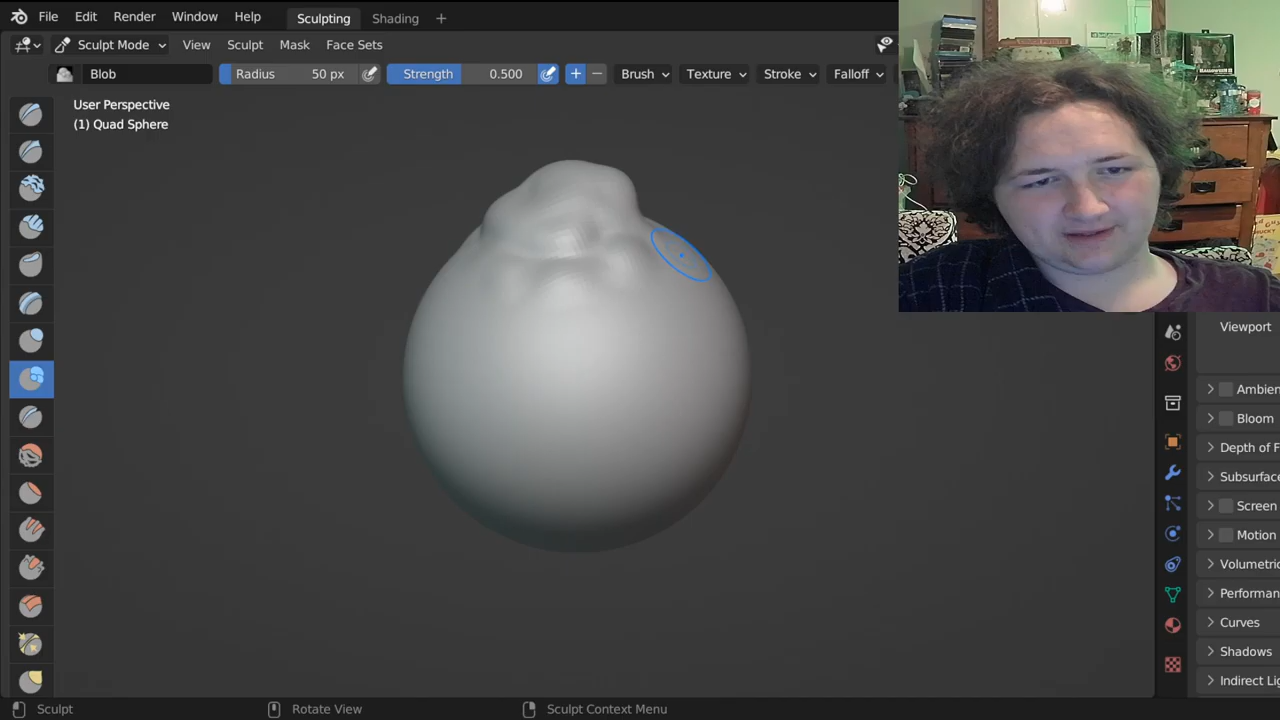 File Edit Render Window Help Sculpting Shading +
Sculpt Mode View Sculpt Mask Face Sets
Blob Radius 50 px Strength 0.500 Brush Texture Stroke Falloff
User Perspective
(1) Quad Sphere
Viewport
Ambien
Bloom
Depth of F
Subsurface
Screen
Motion
Volumetric
Performan
Curves
Shadows
Indirect Lig
Sculpt Rotate View Sculpt Context Menu